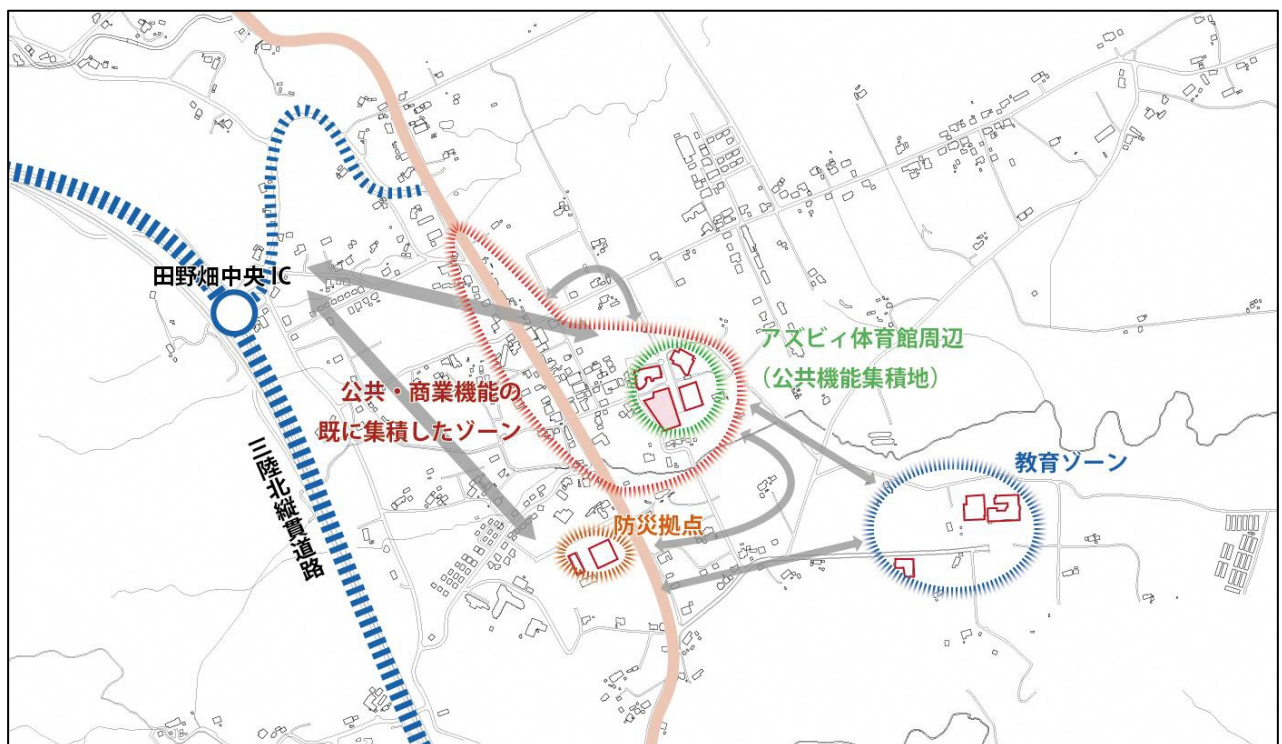 田野畑中央 IC
アズビィ体育館周辺
（公共機能集積地）
公共・商業機能の
既に集積したゾーン
三陸北縦貫道路
教育ゾーン
防災拠点